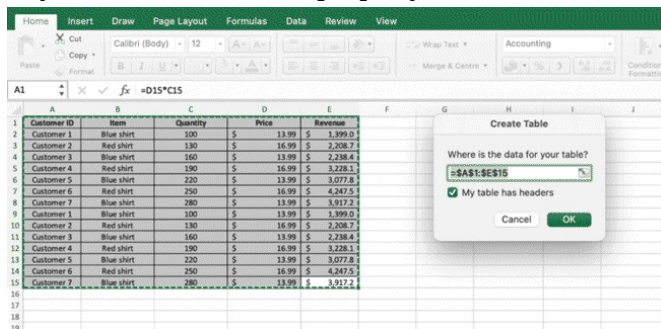 Home Insert Draw Page Layout Formulas Data Review View
Cut
Copy
Paste
Format
Calibri (Body) 12 A A
B I U A
Wrap Text
Merge & Centre
Accounting
% 9
Condition
Formatti
A1 fx =D15*C15
A B C D E F G H I J
1 Customer ID Item Quantity Price Revenue
2 Customer 1 Blue shirt 100 $ 13.99 $ 1,399.0
3 Customer 2 Red shirt 130 $ 16.99 $ 2,208.7
4 Customer 3 Blue shirt 160 $ 13.99 $ 2,238.4
5 Customer 4 Red shirt 190 $ 16.99 $ 3,228.1
6 Customer 5 Blue shirt 220 $ 13.99 $ 3,077.8
7 Customer 6 Red shirt 250 $ 16.99 $ 4,247.5
8 Customer 7 Blue shirt 280 $ 13.99 $ 3,917.2
9 Customer 1 Blue shirt 100 $ 13.99 $ 1,399.0
10 Customer 2 Red shirt 130 $ 16.99 $ 2,208.7
11 Customer 3 Blue shirt 160 $ 13.99 $ 2,238.4
12 Customer 4 Red shirt 190 $ 16.99 $ 3,228.1
13 Customer 5 Blue shirt 220 $ 13.99 $ 3,077.8
14 Customer 6 Red shirt 250 $ 16.99 $ 4,247.5
15 Customer 7 Blue shirt 280 $ 13.99 $ 3,917.2
16
17
18
19
Create Table
Where is the data for your table?
=$A$1:$E$15
My table has headers
Cancel OK